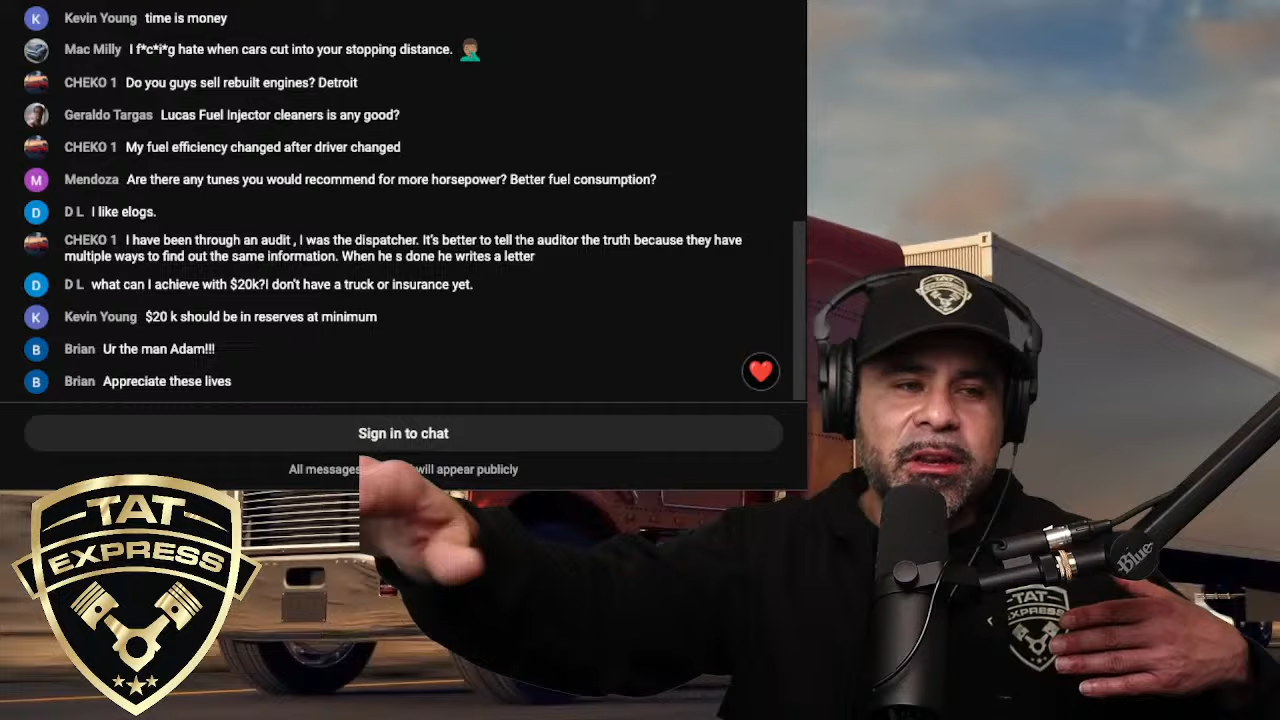 Kevin Young time is money
Mac Milly I f*c*i*g hate when cars cut into your stopping distance.
CHEKO 1 Do you guys sell rebuilt engines? Detroit
Geraldo Targas Lucas Fuel Injector cleaners is any good?
CHEKO 1 My fuel efficiency changed after driver changed
M Mendoza Are there any tunes you would recommend for more horsepower? Better fuel consumption?
D D L I like elogs.
CHEKO 1 I have been through an audit , I was the dispatcher. It's better to tell the auditor the truth because they have
multiple ways to find out the same information. When he s done he writes a letter
D D L what can I achieve with $20k?I don't have a truck or insurance yet.
K Kevin Young $20 k should be in reserves at minimum
B Brian Ur the man Adam!!!
B Brian Appreciate these lives
Sign in to chat
All messages will appear publicly
TAT
EXPRESS
TAT
EXPRESS
Blue
TAT
EXPRESS